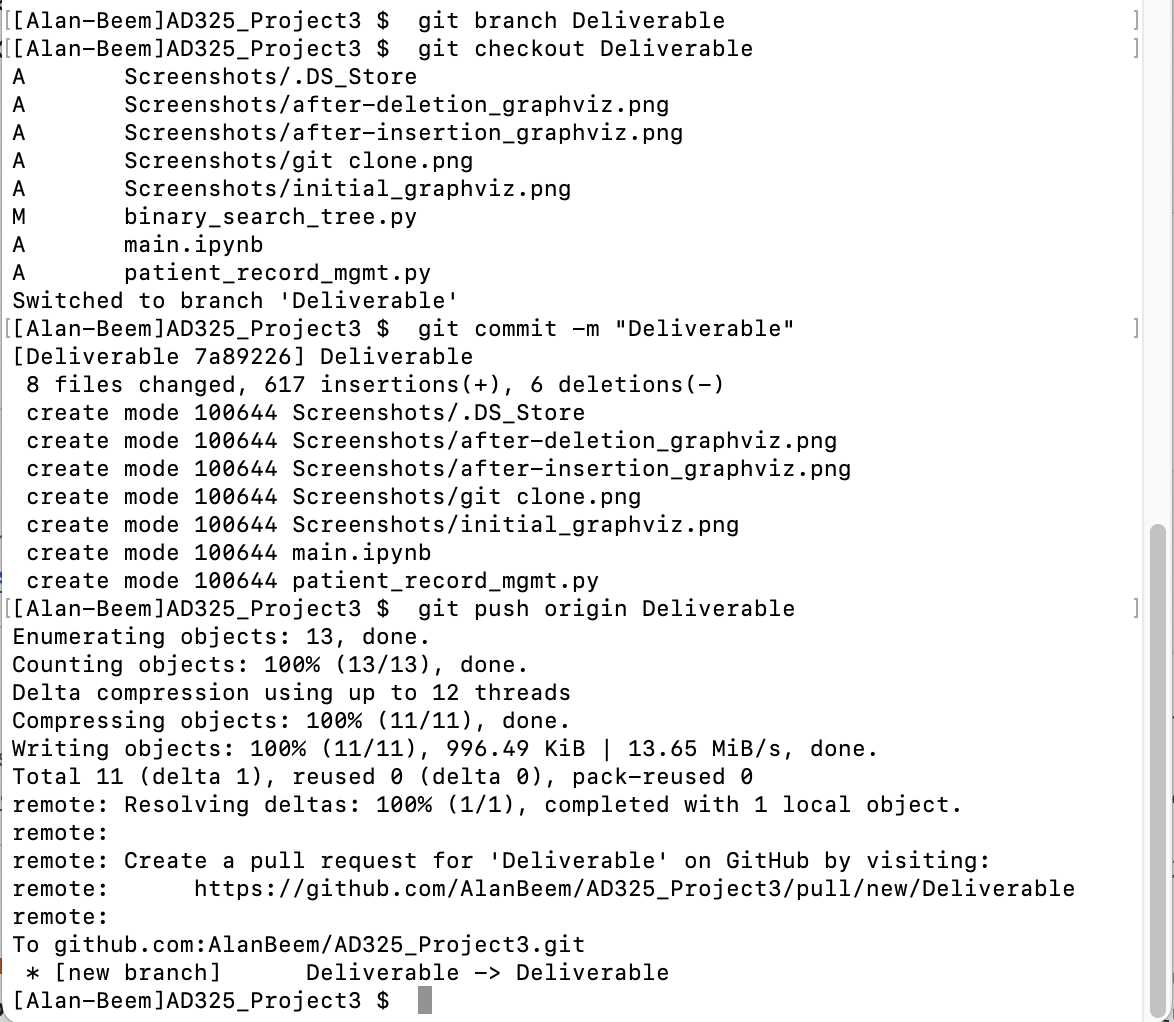 [[Alan-Beem]AD325_Project3 $  git branch Deliverable ]
[[Alan-Beem]AD325_Project3 $  git checkout Deliverable ]
A       Screenshots/.DS_Store
A       Screenshots/after-deletion_graphviz.png
A       Screenshots/after-insertion_graphviz.png
A       Screenshots/git clone.png
A       Screenshots/initial_graphviz.png
M       binary_search_tree.py
A       main.ipynb
A       patient_record_mgmt.py
Switched to branch 'Deliverable'
[[Alan-Beem]AD325_Project3 $  git commit -m "Deliverable" ]
[Deliverable 7a89226] Deliverable
 8 files changed, 617 insertions(+), 6 deletions(-)
 create mode 100644 Screenshots/.DS_Store
 create mode 100644 Screenshots/after-deletion_graphviz.png
 create mode 100644 Screenshots/after-insertion_graphviz.png
 create mode 100644 Screenshots/git clone.png
 create mode 100644 Screenshots/initial_graphviz.png
 create mode 100644 main.ipynb
 create mode 100644 patient_record_mgmt.py
[[Alan-Beem]AD325_Project3 $  git push origin Deliverable ]
Enumerating objects: 13, done.
Counting objects: 100% (13/13), done.
Delta compression using up to 12 threads
Compressing objects: 100% (11/11), done.
Writing objects: 100% (11/11), 996.49 KiB | 13.65 MiB/s, done.
Total 11 (delta 1), reused 0 (delta 0), pack-reused 0
remote: Resolving deltas: 100% (1/1), completed with 1 local object.
remote:
remote: Create a pull request for 'Deliverable' on GitHub by visiting:
remote:      https://github.com/AlanBeem/AD325_Project3/pull/new/Deliverable
remote:
To github.com:AlanBeem/AD325_Project3.git
 * [new branch]      Deliverable -> Deliverable
[Alan-Beem]AD325_Project3 $